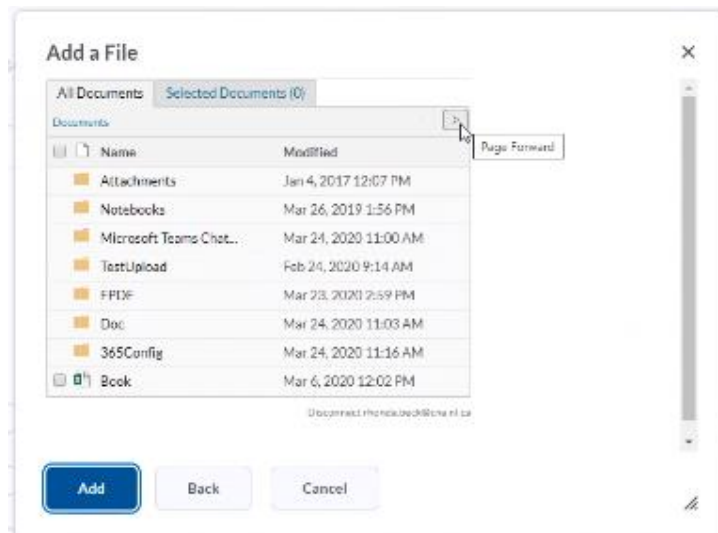 Add a File
All Documents Selected Documents (0)
Documents
Page Forward
Name Modified
Attachments Jan 4, 2017 12:07 PM
Notebooks Mar 26, 2019 1:56 PM
Microsoft Teams Chat... Mar 24, 2020 11:00 AM
TestUpload Feb 24, 2020 9:14 AM
Mar 23, 2020 2:59 PM
Doc Mar 24, 2020 11:03 AM
365Config Mar 24, 2020 11:16 AM
Book Mar 6, 2020 12:02 PM
Disconnect
Add Back Cancel